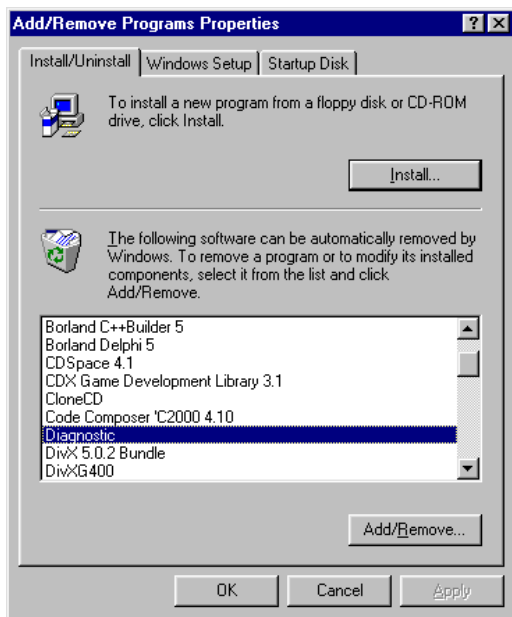 Add/Remove Programs Properties
Install/Uninstall
Windows Setup
Startup Disk
To install a new program from a floppy disk or CD-ROM
drive, click Install.
Install...
The following software can be automatically removed by
Windows. To remove a program or to modify its installed
components, select it from the list and click
Add/Remove.
Borland C++Builder 5
Borland Delphi 5
CDSpace 4.1
CDX Game Development Library 3.1
CloneCD
Code Composer 'C2000 4.10
Diagnostic
DivX 5.0.2 Bundle
DivXG400
Add/Remove...
OK
Cancel
Apply